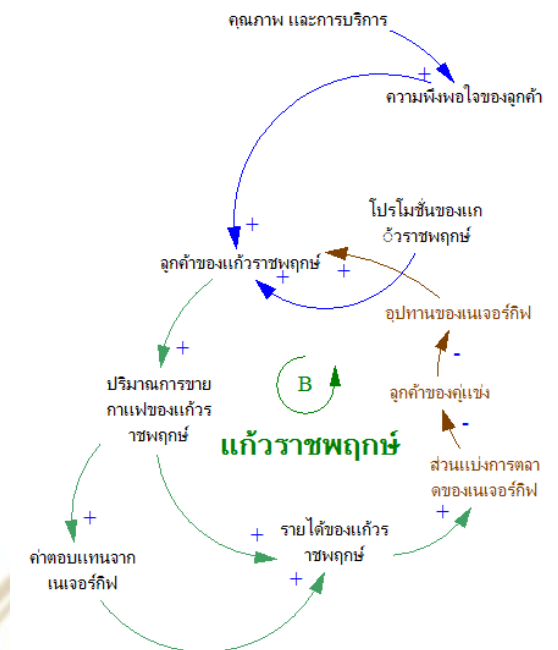 คุณภาพ และการบริการ
+
ความพึงพอใจของลูกค้า
โปรโมชั่นของแก
้วราชพฤกษ์
+
ลูกค้าของแก้วราชพฤกษ์
+
+
อุปทานของเนเจอร์กิฟ
+
-
ปริมาณการขาย
กาแฟของแก้วร
าชพฤกษ์
B
ลูกค้าของคู่แข่ง
-
แก้วราชพฤกษ์
ส่วนแบ่งการตลา
ดของเนเจอร์กิฟ
+
+
+
รายได้ของแก้วร
าชพฤกษ์
ค่าตอบแทนจาก
เนเจอร์กิฟ
+